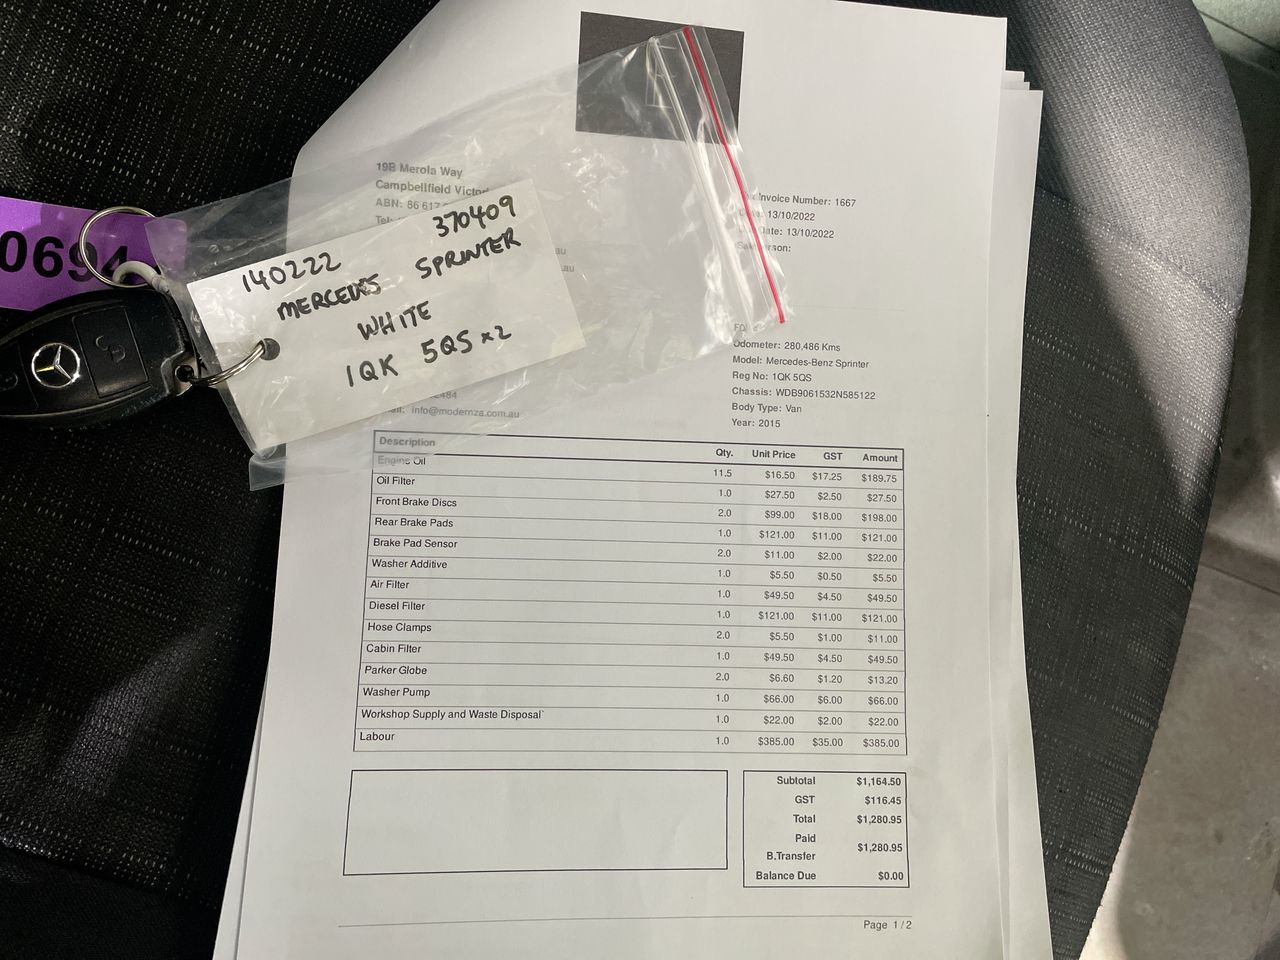 0694
140222 370409
MERCEDES SPRINTER
WHITE
1QK 5QS x2
19B Merola Way
Campbellfield
ABN: 86 617
Invoice Number: 1667
13/10/2022
Date: 13/10/2022
Odometer: 280,486 Kms
Model: Mercedes-Benz Sprinter
Reg No: 1QK 5QS
Chassis: WDB9061532N585122
Body Type: Van
Year: 2015
info@modernza.com.au
Description Qty. Unit Price GST Amount
Engine Oil 11.5 $16.50 $17.25 $189.75
Oil Filter 1.0 $27.50 $2.50 $27.50
Front Brake Discs 2.0 $99.00 $18.00 $198.00
Rear Brake Pads 1.0 $121.00 $11.00 $121.00
Brake Pad Sensor 2.0 $11.00 $2.00 $22.00
Washer Additive 1.0 $5.50 $0.50 $5.50
Air Filter 1.0 $49.50 $4.50 $49.50
Diesel Filter 1.0 $121.00 $11.00 $121.00
Hose Clamps 2.0 $5.50 $1.00 $11.00
Cabin Filter 1.0 $49.50 $4.50 $49.50
Parker Globe 2.0 $6.60 $1.20 $13.20
Washer Pump 1.0 $66.00 $6.00 $66.00
Workshop Supply and Waste Disposal` 1.0 $22.00 $2.00 $22.00
Labour 1.0 $385.00 $35.00 $385.00
Subtotal $1,164.50
GST $116.45
Total $1,280.95
Paid
B.Transfer $1,280.95
Balance Due $0.00
Page 1 / 2